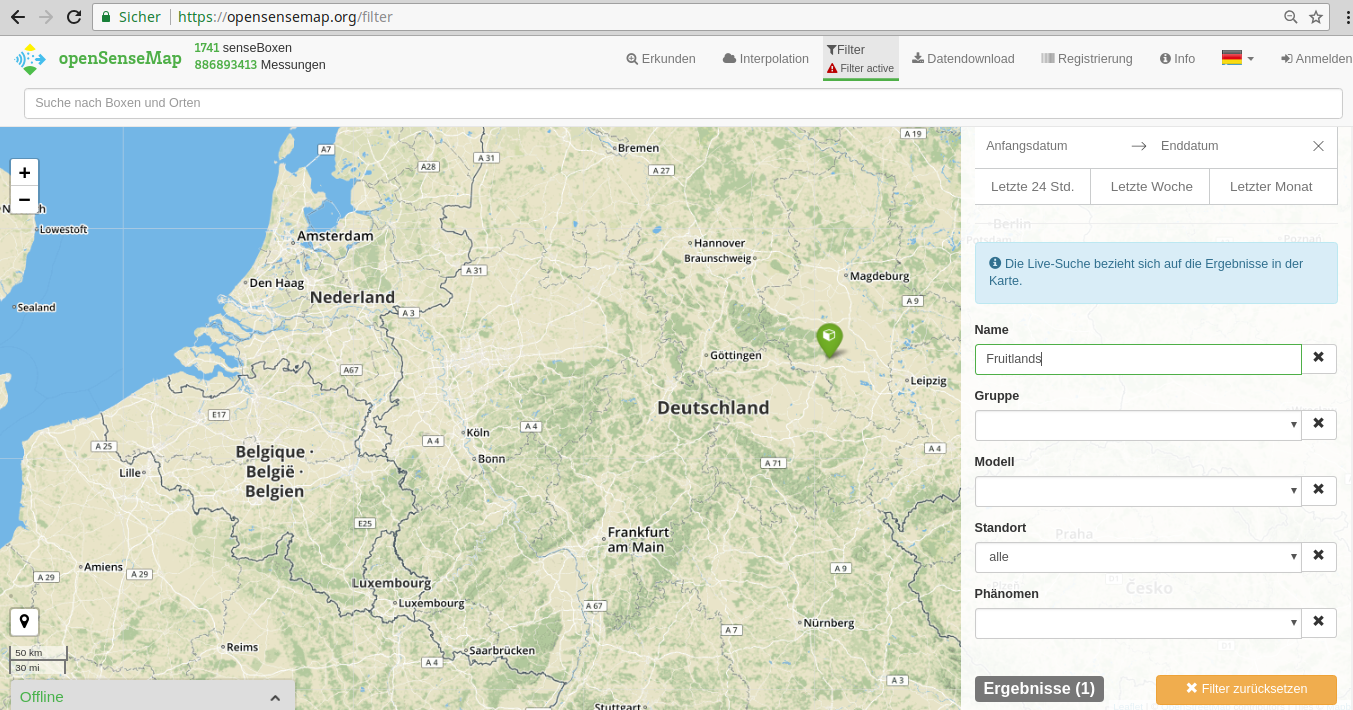 Sicher https://opensensemap.org/filter
openSenseMap
1741 senseBoxen
886893413 Messungen
Erkunden
Interpolation
Filter
Filter active
Datendownload
Registrierung
Info
Anmelden
Suche nach Boxen und Orten
+
−
Bremen
A 19
A7
A 31
A28
A 27
Lowestoft
Amsterdam
Hannover
Braunschweig
A 31
Den Haag
Magdeburg
Nederland
A 9
Sealand
A 3
Göttingen
A67
Leipzig
Deutschland
E17
Köln
A 4
A 4
A 25
A 4
Belgique ·
België ·
Belgien
Bonn
A 71
Lille
E25
Frankfurt
am Main
Amiens
A 29
A 29
A 9
Luxembourg
Luxembourg
A 67
Nürnberg
A 7
Reims
Saarbrücken
A 4
A 3
Stuttgart
50 km
30 mi
Offline
Anfangsdatum → Enddatum
Letzte 24 Std.
Letzte Woche
Letzter Monat
Berlin
Potsdam
Poznań
Die Live-Suche bezieht sich auf die Ergebnisse in der
Karte.
Name
Fruitlands
Gruppe
Modell
Standort
Praha
alle
Plzeň
D1
Česko
Phänomen
D1
Ergebnisse (1)
Filter zurücksetzen